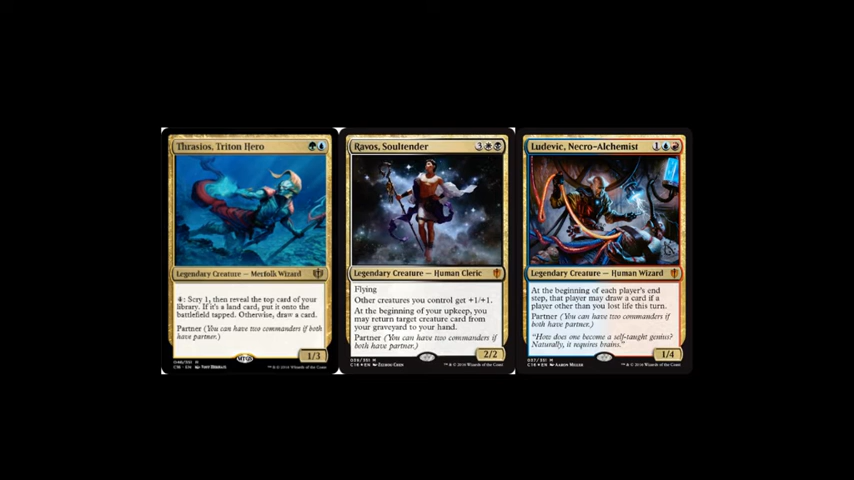 Thrasios, Triton Hero
Legendary Creature — Merfolk Wizard
4: Scry 1, then reveal the top card of your
library. If it's a land card, put it onto the
battlefield tapped. Otherwise, draw a card.
Partner (You can have two commanders if both
have partner.)
1/3
Ravos, Soultender
3
Legendary Creature — Human Cleric
Flying
Other creatures you control get +1/+1.
At the beginning of your upkeep, you
may return target creature card from
your graveyard to your hand.
Partner (You can have two commanders if
both have partner.)
2/2
Ludevic, Necro-Alchemist
1
Legendary Creature — Human Wizard
At the beginning of each player's end
step, that player may draw a card if a
player other than you lost life this turn.
Partner (You can have two commanders if
both have partner.)
"How does one become a self-taught genius?
Naturally, it requires brains."
1/4